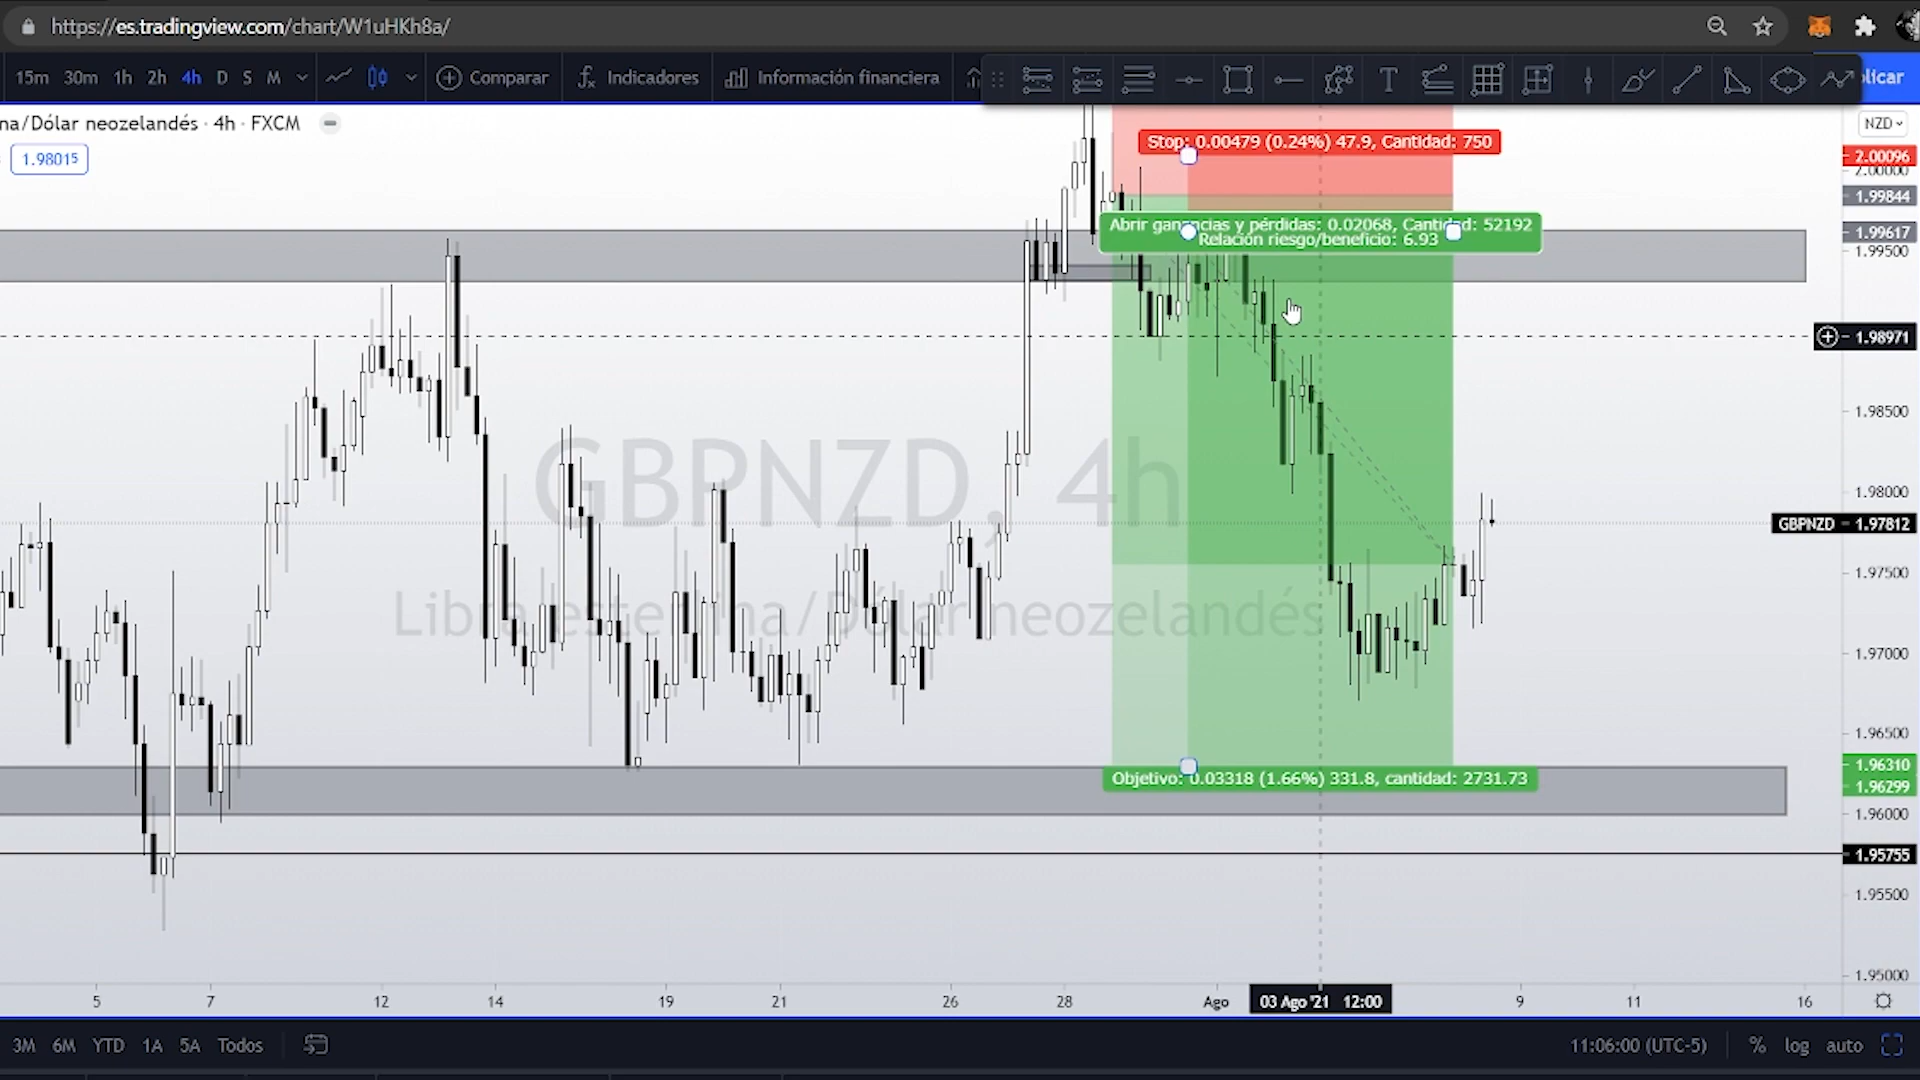 https://es.tradingview.com/chart/W1uHKh8a/
15m 30m 1h 2h 4h D S M Comparar Indicadores Información financiera licar
na/Dólar neozelandés · 4h · FXCM
NZD
1.98015
Stop: 0.00479 (0.24%) 47.9, Cantidad: 750
2.00096
2.00000
1.99844
Abrir ganancias y pérdidas: 0.02068, Cantidad: 52192
Relación riesgo/beneficio: 6.93
1.99617
1.99500
1.98971
1.98500
GBPNZD, 4h
1.98000
GBPNZD 1.97812
1.97500
Libra esterlina/Dólar neozelandés
1.97000
1.96500
1.96310
Objetivo: 0.03318 (1.66%) 331.8, cantidad: 2731.73
1.96299
1.96000
1.95755
1.95500
1.95000
5 7 12 14 19 21 26 28 Ago 03 Ago '21 12:00 9 11 16
3M 6M YTD 1A 5A Todos 11:06:00 (UTC-5) % log auto